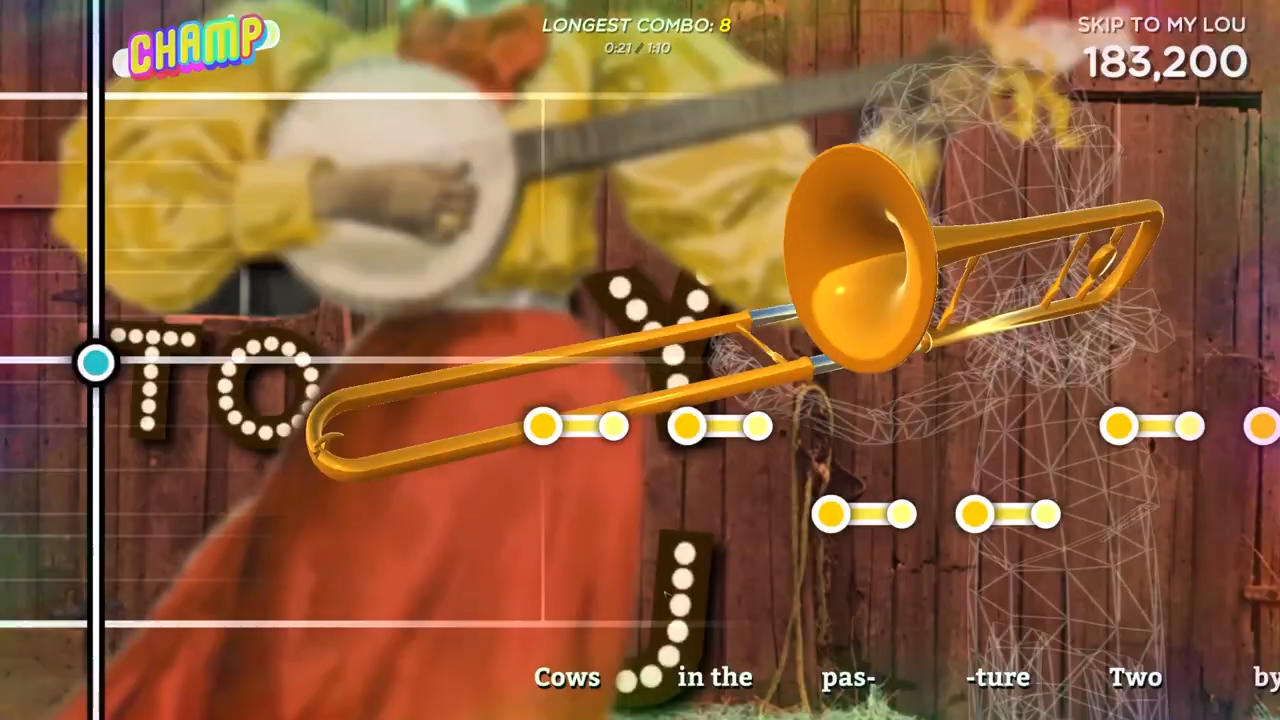 CHAMP
LONGEST COMBO: 8
0:21 / 1:10
SKIP TO MY LOU
183,200
TO
Y
J
Cows in the pas- -ture Two by